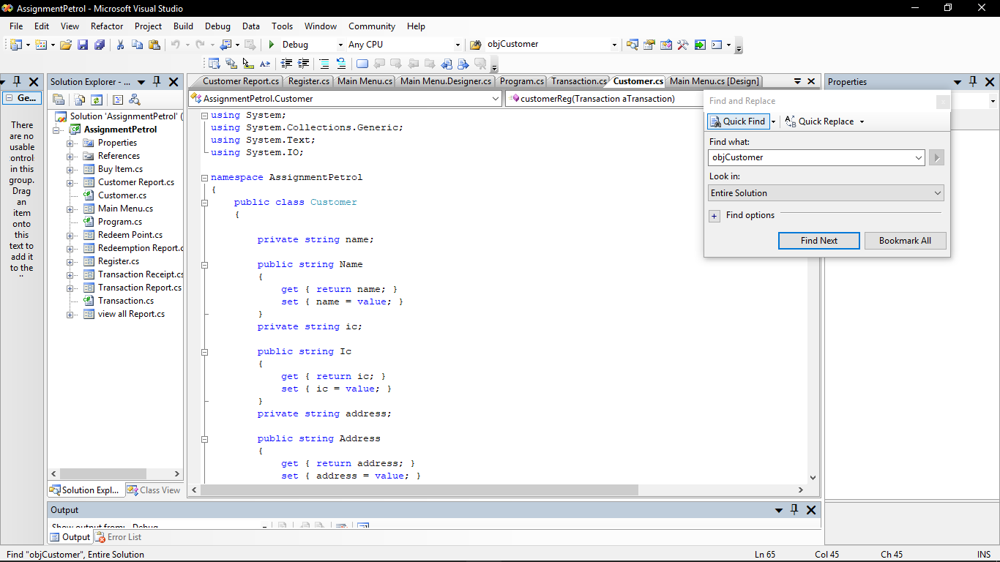 AssignmentPetrol - Microsoft Visual Studio
File Edit View Refactor Project Build Debug Data Tools Window Community Help
Debug Any CPU objCustomer
Ge...
There
are no
usable
ontrol
in this
group.
Drag
an
item
onto
this
text to
add it
to the
Solution Explorer - ...
Solution 'AssignmentPetrol' (
AssignmentPetrol
Properties
References
Buy Item.cs
Customer Report.cs
Customer.cs
Main Menu.cs
Program.cs
Redeem Point.cs
Redemption Report.c
Register.cs
Transaction Receipt.cs
Transaction Report.cs
Transaction.cs
view all Report.cs
Solution Expl... Class View
Customer Report.cs Register.cs Main Menu.cs Main Menu.Designer.cs Program.cs Transaction.cs Customer.cs Main Menu.cs [Design]
AssignmentPetrol.Customer customerReg(Transaction aTransaction)
using System;
using System.Collections.Generic;
using System.Text;
using System.IO;
namespace AssignmentPetrol
{
public class Customer
{
private string name;
public string Name
{
get { return name; }
set { name = value; }
}
private string ic;
public string Ic
{
get { return ic; }
set { ic = value; }
}
private string address;
public string Address
{
get { return address; }
set { address = value; }
Properties
Find and Replace
Quick Find Quick Replace
Find what:
objCustomer
Look in:
Entire Solution
+ Find options
Find Next Bookmark All
Output
Show output from: Debug
Output Error List
Find "objCustomer", Entire Solution Ln 65 Col 45 Ch 45 INS